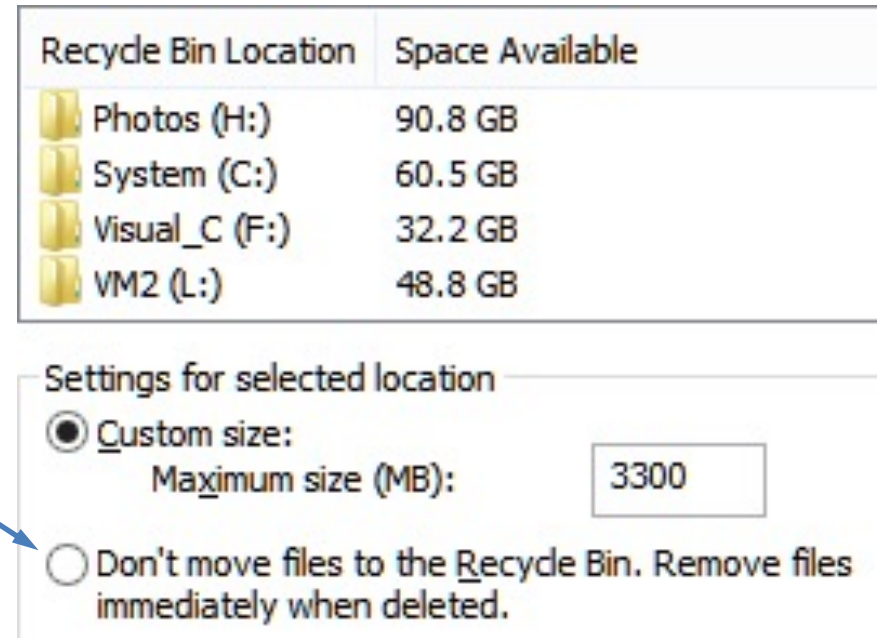 Recycle Bin Location Space Available
Photos (H:) 90.8 GB
System (C:) 60.5 GB
Visual_C (F:) 32.2 GB
VM2 (L:) 48.8 GB
Settings for selected location
Custom size:
Maximum size (MB): 3300
Don't move files to the Recycle Bin. Remove files
immediately when deleted.